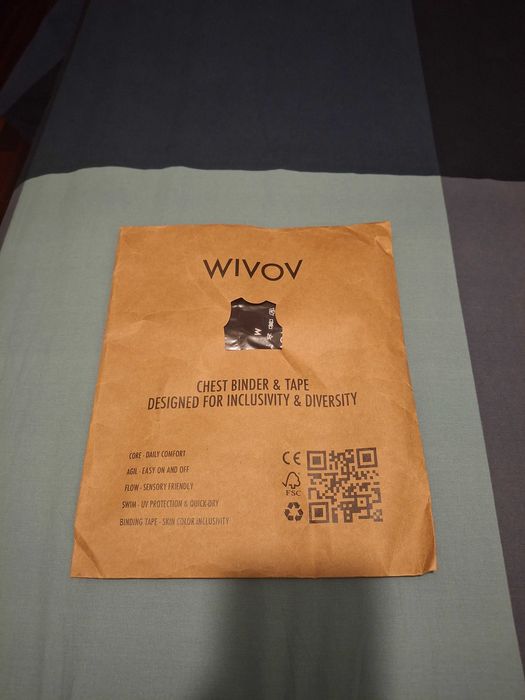 WIVOV
CHEST BINDER & TAPE
DESIGNED FOR INCLUSIVITY & DIVERSITY
CORE - DAILY COMFORT
AGIL - EASY ON AND OFF
FLOW - SENSORY FRIENDLY
SWIM - UV PROTECTION & QUICK-DRY
BINDING TAPE - SKIN COLOR INCLUSIVITY
CE
FSC